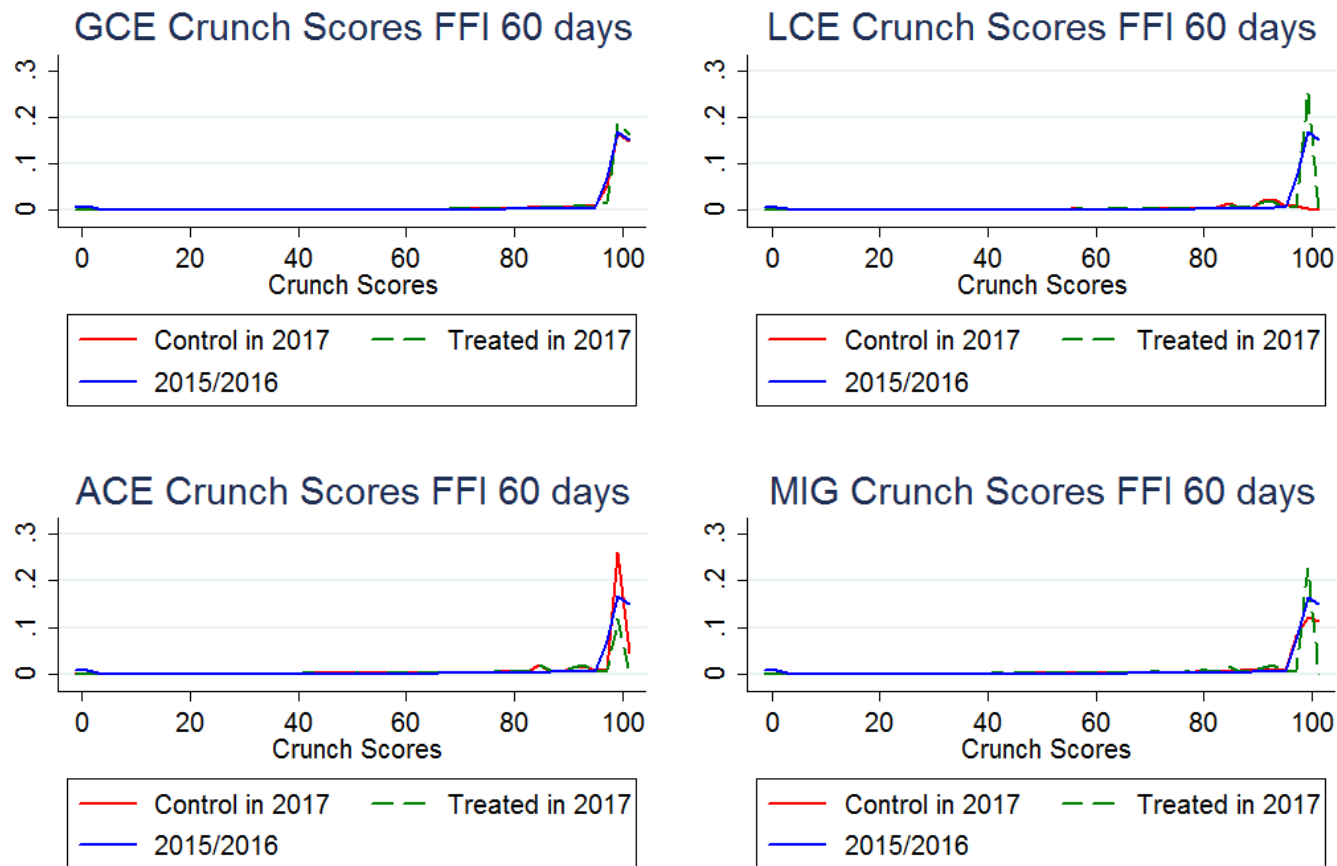 GCE Crunch Scores FFI 60 days
.3
.2
.1
0
0 20 40 60 80 100
Crunch Scores
Control in 2017 Treated in 2017
2015/2016
LCE Crunch Scores FFI 60 days
.3
.2
.1
0
0 20 40 60 80 100
Crunch Scores
Control in 2017 Treated in 2017
2015/2016
ACE Crunch Scores FFI 60 days
.3
.2
.1
0
0 20 40 60 80 100
Crunch Scores
Control in 2017 Treated in 2017
2015/2016
MIG Crunch Scores FFI 60 days
.3
.2
.1
0
0 20 40 60 80 100
Crunch Scores
Control in 2017 Treated in 2017
2015/2016